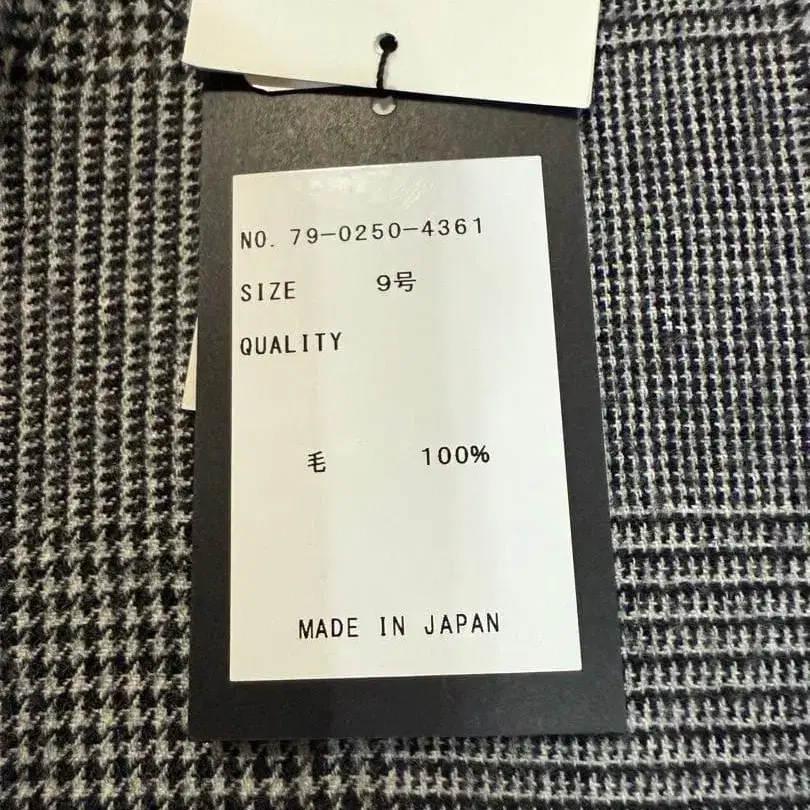 NO. 79-0250-4361
SIZE 9号
QUALITY
毛 100%
MADE IN JAPAN